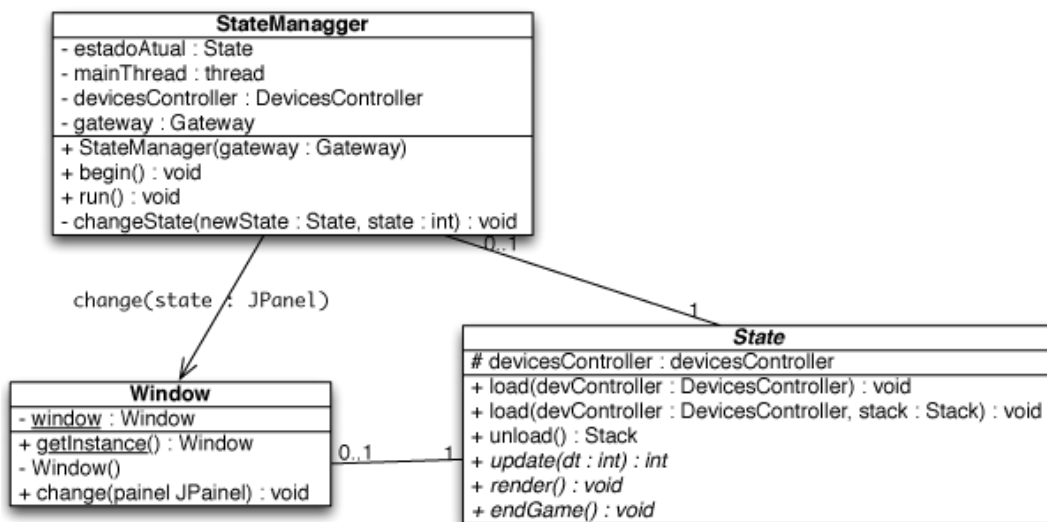 StateManagger
- estadoAtual : State
- mainThread : thread
- devicesController : DevicesController
- gateway : Gateway
+ StateManager(gateway : Gateway)
+ begin() : void
+ run() : void
- changeState(newState : State, state : int) : void
0..1
change(state : JPanel)
1
State
# devicesController : devicesController
+ load(devController : DevicesController) : void
+ load(devController : DevicesController, stack : Stack) : void
+ unload() : Stack
+ update(dt : int) : int
+ render() : void
+ endGame() : void
Window
- window : Window
+ getInstance() : Window
- Window()
+ change(painel JPainel) : void
0..1
1